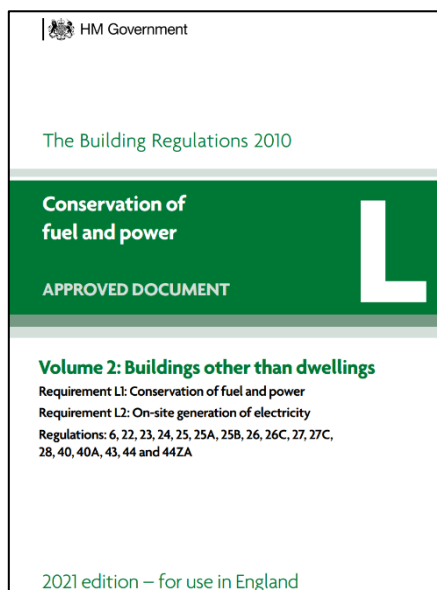 HM Government
The Building Regulations 2010
Conservation of
fuel and power
L
APPROVED DOCUMENT
Volume 2: Buildings other than dwellings
Requirement L1: Conservation of fuel and power
Requirement L2: On-site generation of electricity
Regulations: 6, 22, 23, 24, 25, 25A, 25B, 26, 26C, 27, 27C,
28, 40, 40A, 43, 44 and 44ZA
2021 edition – for use in England